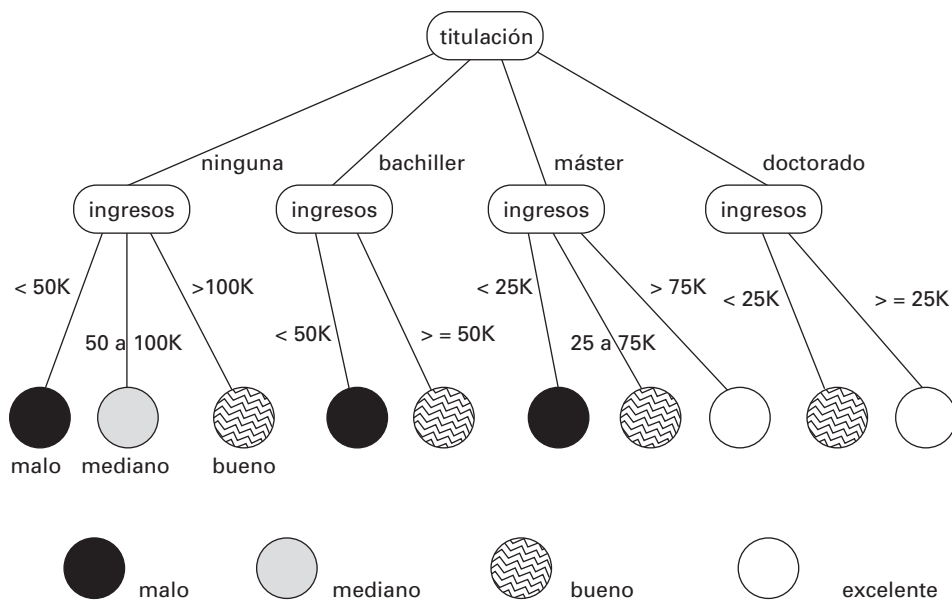 titulación
ninguna bachiller máster doctorado
ingresos ingresos ingresos ingresos
< 50K >100K < 25K > 75K < 25K > = 25K
50 a 100K < 50K > = 50K 25 a 75K
malo mediano bueno
malo mediano bueno excelente